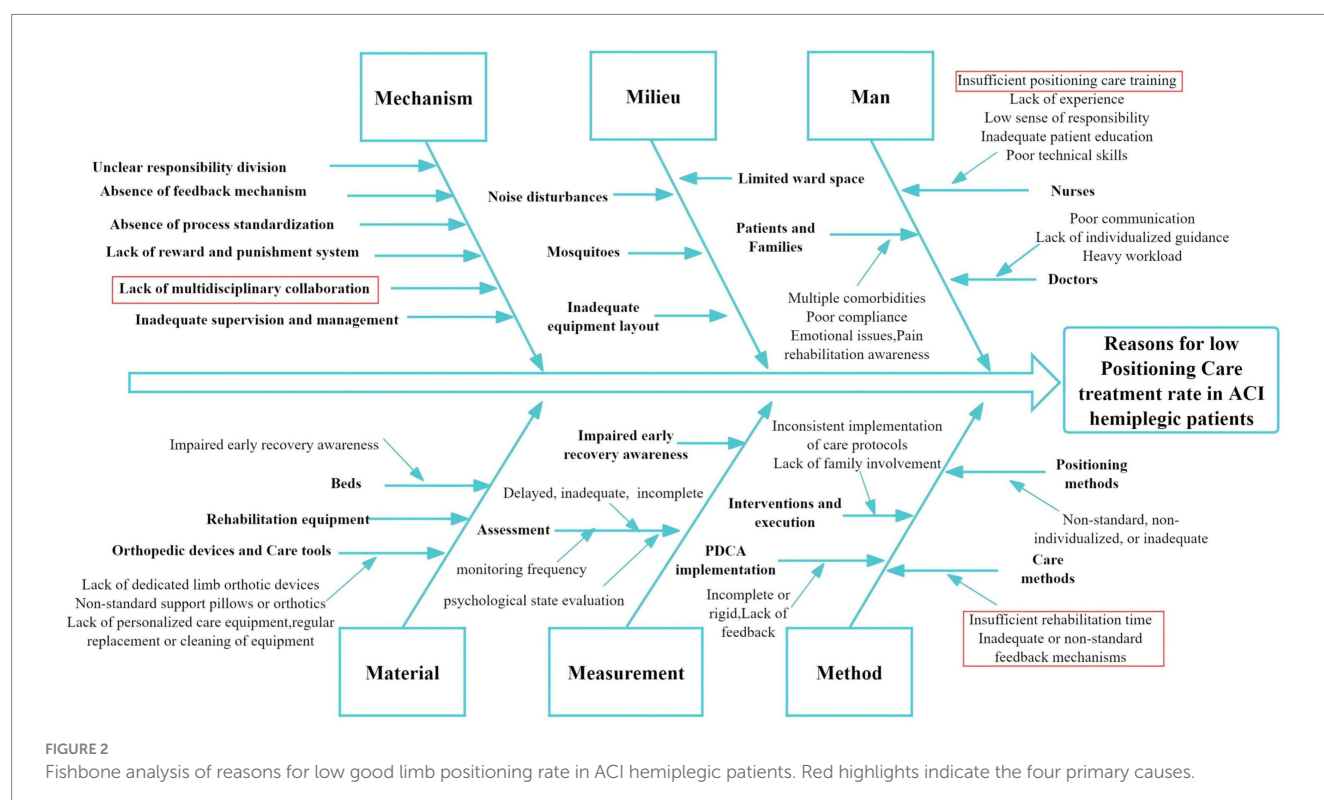 Mechanism
Milieu
Man
Insufficient positioning care training
Lack of experience
Low sense of responsibility
Inadequate patient education
Poor technical skills
Nurses
Poor communication
Lack of individualized guidance
Heavy workload
Doctors
Unclear responsibility division
Absence of feedback mechanism
Absence of process standardization
Lack of reward and punishment system
Lack of multidisciplinary collaboration
Inadequate supervision and management
Limited ward space
Noise disturbances
Mosquitoes
Inadequate
equipment layout
Patients and
Families
Multiple comorbidities
Poor compliance
Emotional issues,Pain
rehabilitation awareness
Reasons for low
Positioning Care
treatment rate in ACI
hemiplegic patients
Impaired early recovery awareness
Beds
Rehabilitation equipment
Orthopedic devices and Care tools
Lack of dedicated limb orthotic devices
Non-standard support pillows or orthotics
Lack of personalized care equipment,regular
replacement or cleaning of equipment
Impaired early
recovery awareness
Delayed, inadequate, incomplete
Assessment
monitoring frequency
psychological state evaluation
Inconsistent implementation
of care protocols
Lack of family involvement
Interventions and
execution
PDCA
implementation
Incomplete or
rigid,Lack of
feedback
Positioning
methods
Non-standard, non-
individualized, or inadequate
Care
methods
Insufficient rehabilitation time
Inadequate or non-standard
feedback mechanisms
Material
Measurement
Method
FIGURE 2
Fishbone analysis of reasons for low good limb positioning rate in ACI hemiplegic patients. Red highlights indicate the four primary causes.